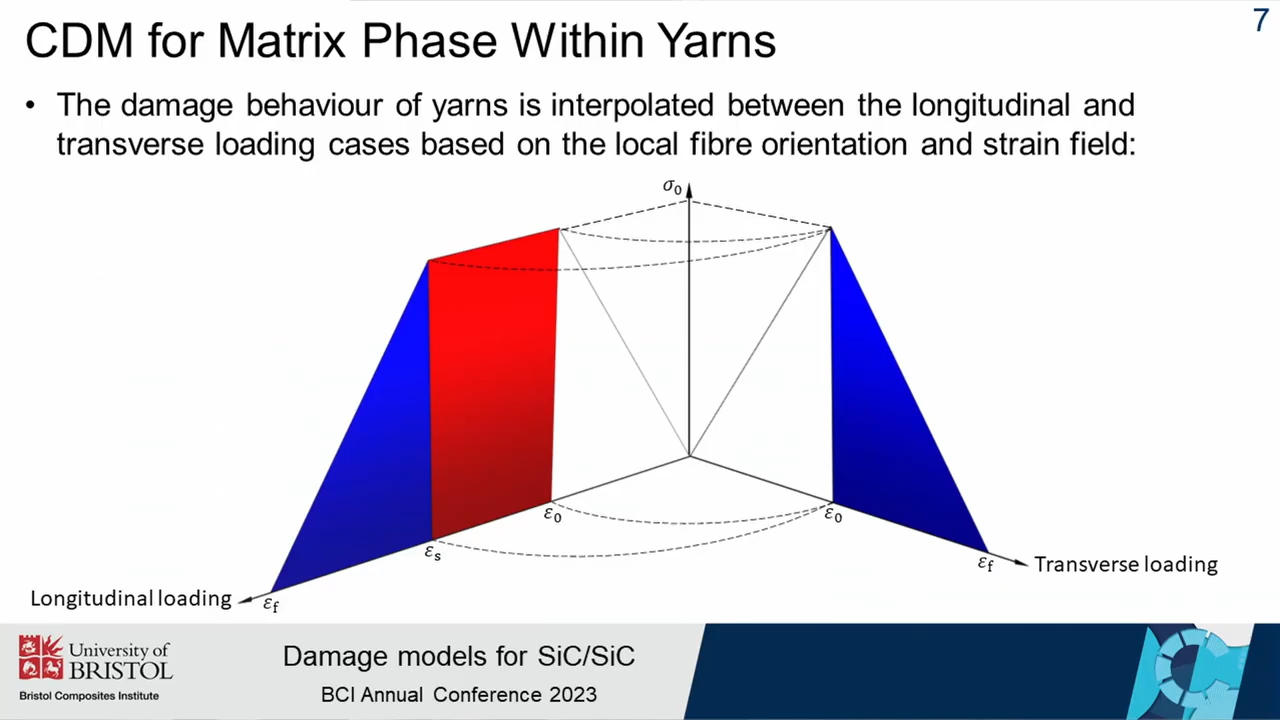 7
CDM for Matrix Phase Within Yarns
• The damage behaviour of yarns is interpolated between the longitudinal and
transverse loading cases based on the local fibre orientation and strain field:
σ₀
ε₀
ε₀
εₛ
ε_f
Transverse loading
Longitudinal loading
ε_f
University of
BRISTOL
Bristol Composites Institute
Damage models for SiC/SiC
BCI Annual Conference 2023